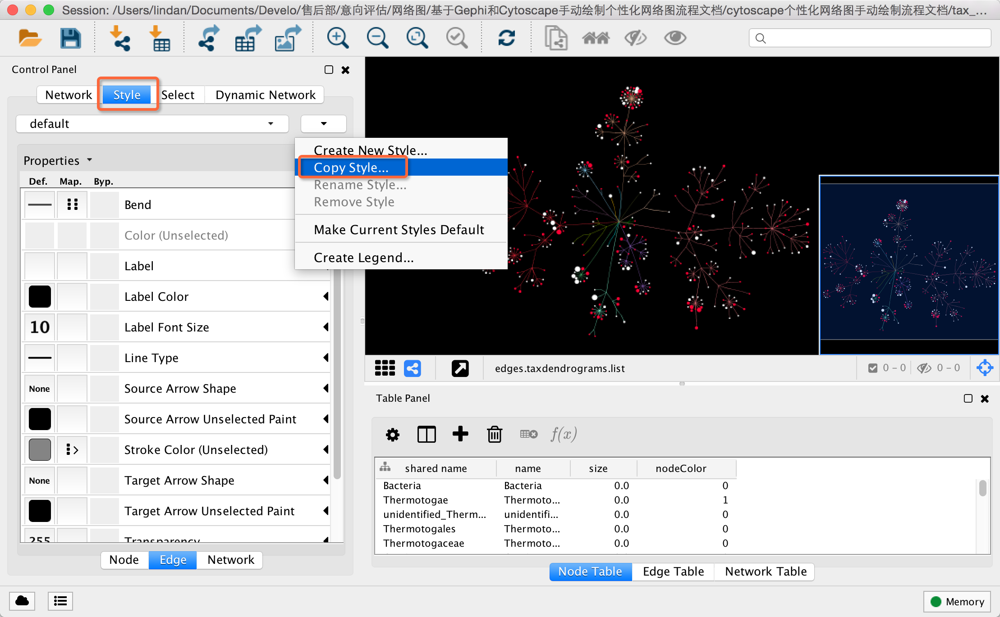 Session: /Users/lindan/Documents/Develo/售后部/意向评估/网络图/基于Gephi和Cytoscape手动绘制个性化网络图流程文档/cytoscape个性化网络图手动绘制流程文档/tax_...
Control Panel
Network Style Select Dynamic Network
default
Create New Style...
Copy Style...
Rename Style...
Remove Style
Make Current Styles Default
Create Legend...
Properties
Def. Map. Byp.
Bend
Color (Unselected)
Label
Label Color
10 Label Font Size
Line Type
None Source Arrow Shape
Source Arrow Unselected Paint
Stroke Color (Unselected)
None Target Arrow Shape
Target Arrow Unselected Paint
255 Transparency
Node Edge Network
edges.taxdendrograms.list
0 – 0 0 – 0
Table Panel
f(x)
shared name name size nodeColor
Bacteria Bacteria 0.0 0
Thermotogae Thermoto... 0.0 1
unidentified_Therm... unidentifi... 0.0 0
Thermotogales Thermoto... 0.0 0
Thermotogaceae Thermoto... 0.0 0
Node Table Edge Table Network Table
Memory